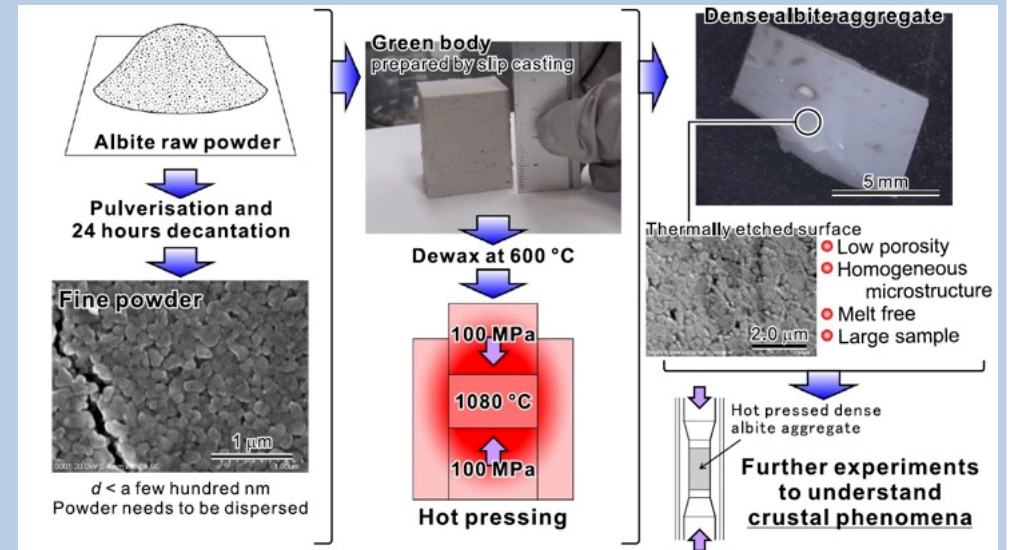 Albite raw powder
Pulverisation and
24 hours decantation
Fine powder
1 μm
d < a few hundred nm
Powder needs to be dispersed
Green body
prepared by slip casting
Dewax at 600 °C
100 MPa
1080 °C
100 MPa
Hot pressing
Dense albite aggregate
5 mm
Thermally etched surface
2.0 μm
Low porosity
Homogeneous
microstructure
Melt free
Large sample
Hot pressed dense
albite aggregate
Further experiments
to understand
crustal phenomena